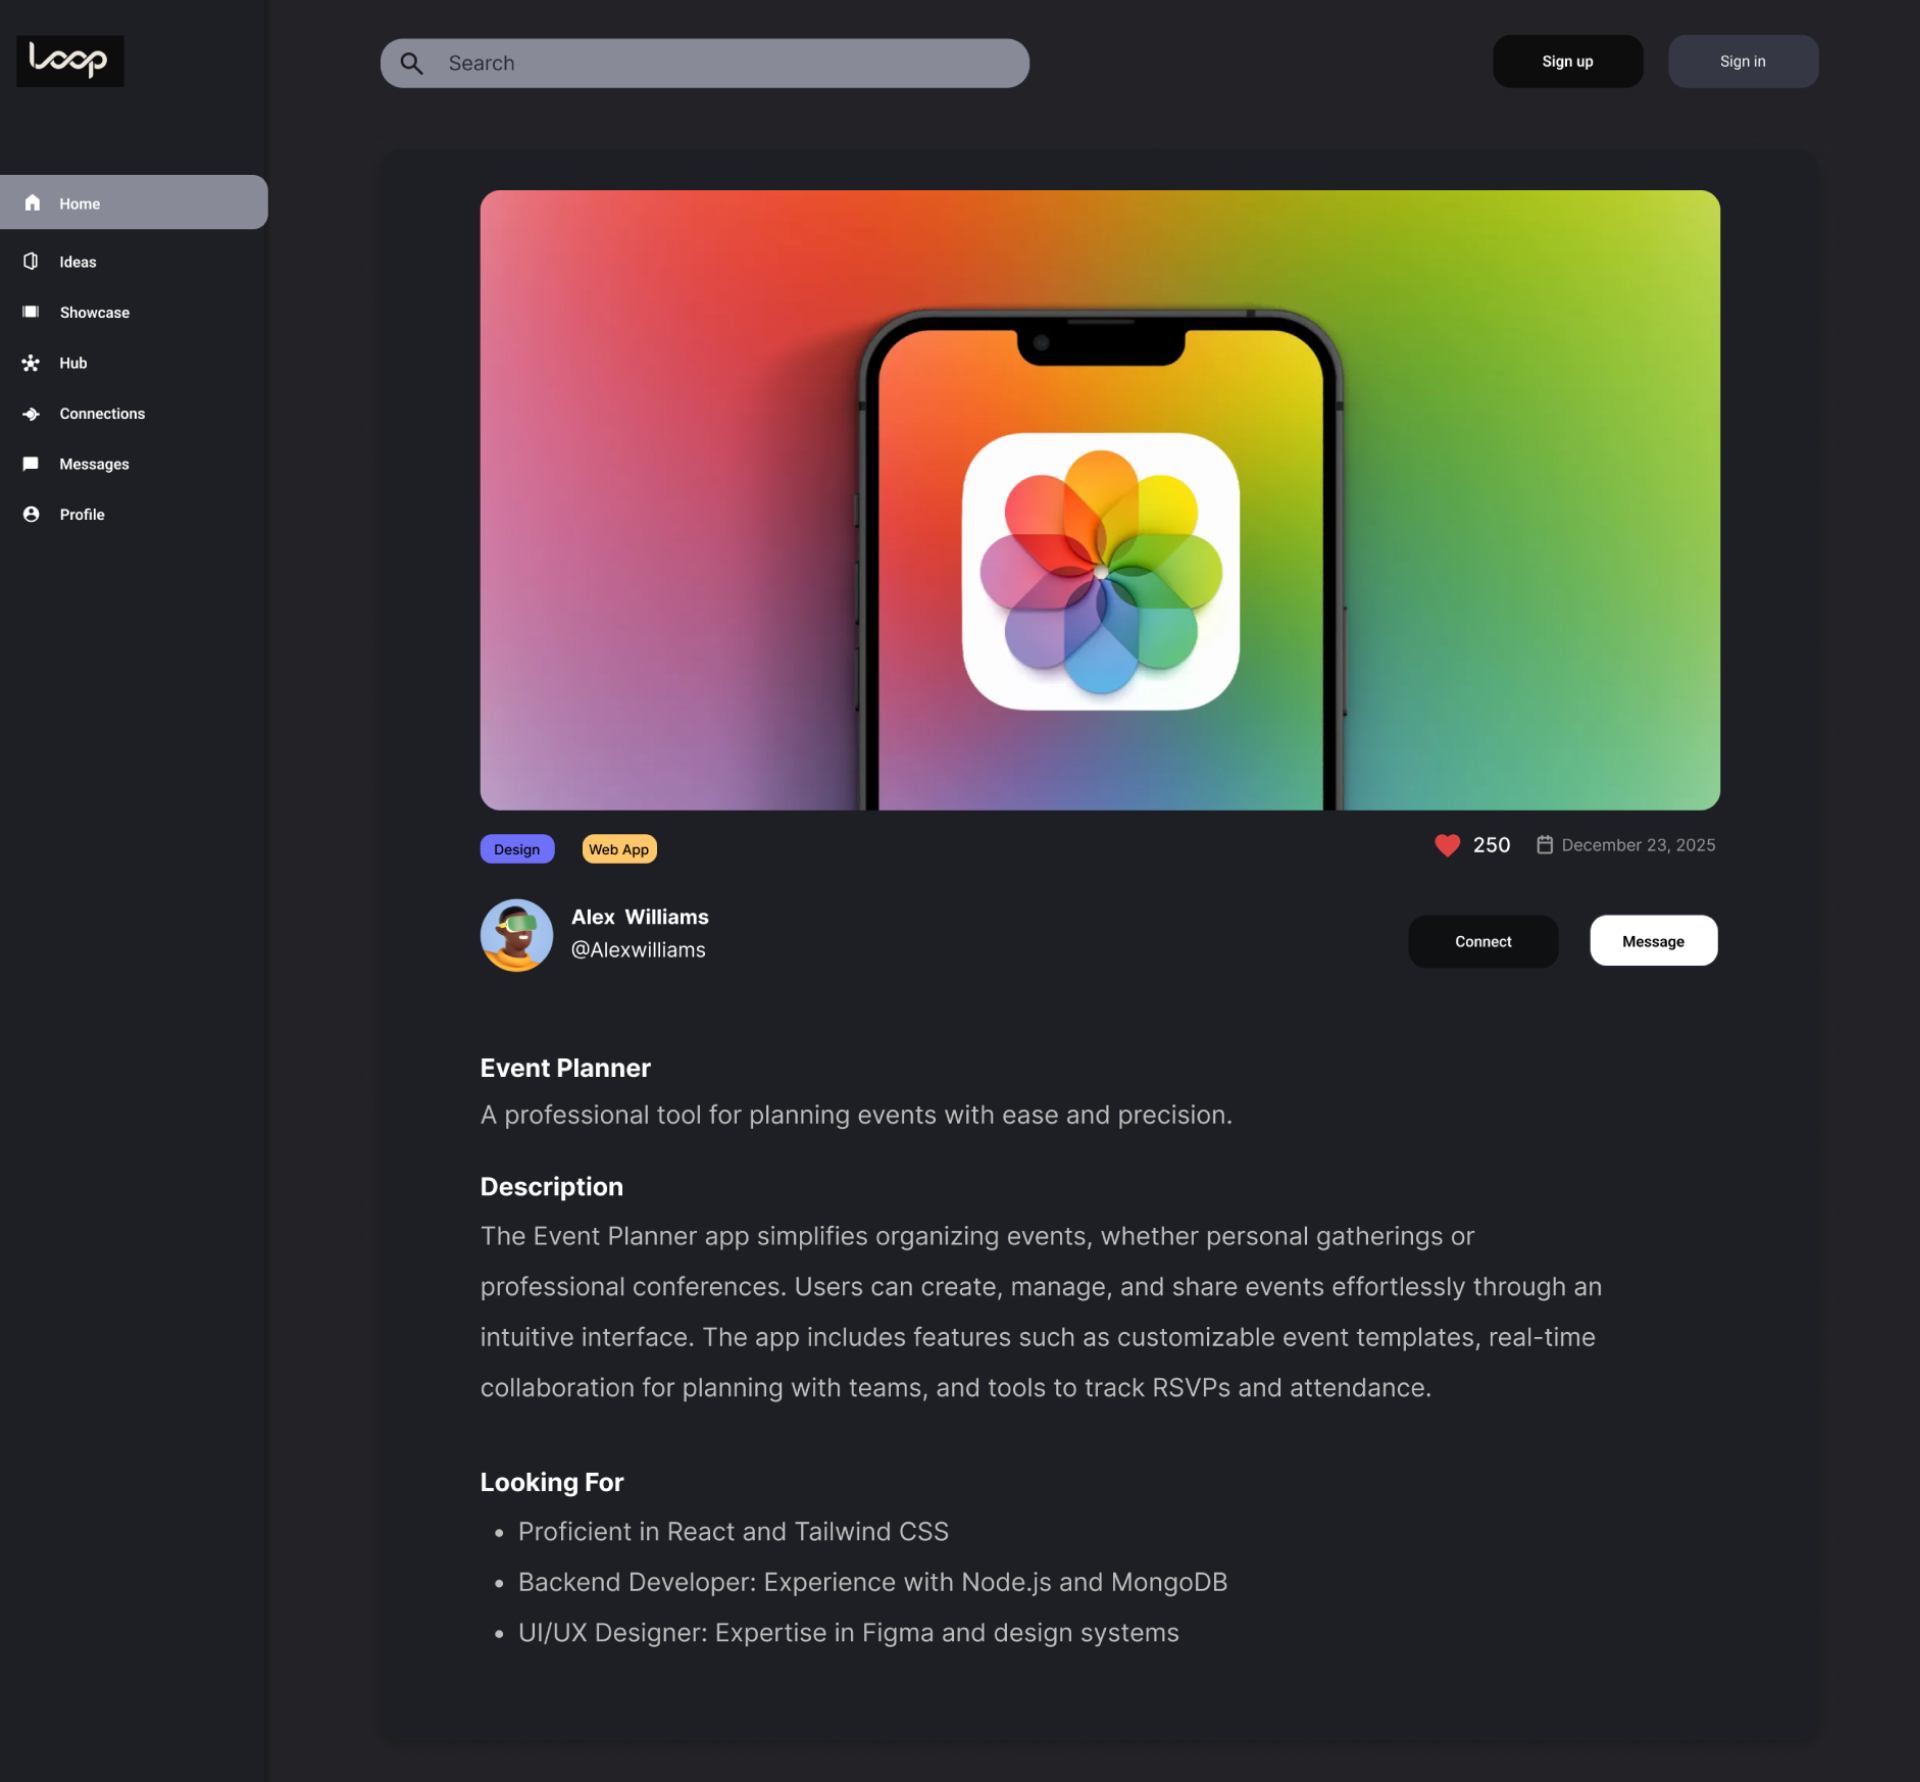 Loop
Search
Sign up
Sign in
Home
Ideas
Showcase
Hub
Connections
Messages
Profile
Design
Web App
250
December 23, 2025
Alex Williams
@Alexwilliams
Connect
Message
Event Planner
A professional tool for planning events with ease and precision.
Description
The Event Planner app simplifies organizing events, whether personal gatherings or
professional conferences. Users can create, manage, and share events effortlessly through an
intuitive interface. The app includes features such as customizable event templates, real-time
collaboration for planning with teams, and tools to track RSVPs and attendance.
Looking For
• Proficient in React and Tailwind CSS
• Backend Developer: Experience with Node.js and MongoDB
• UI/UX Designer: Expertise in Figma and design systems